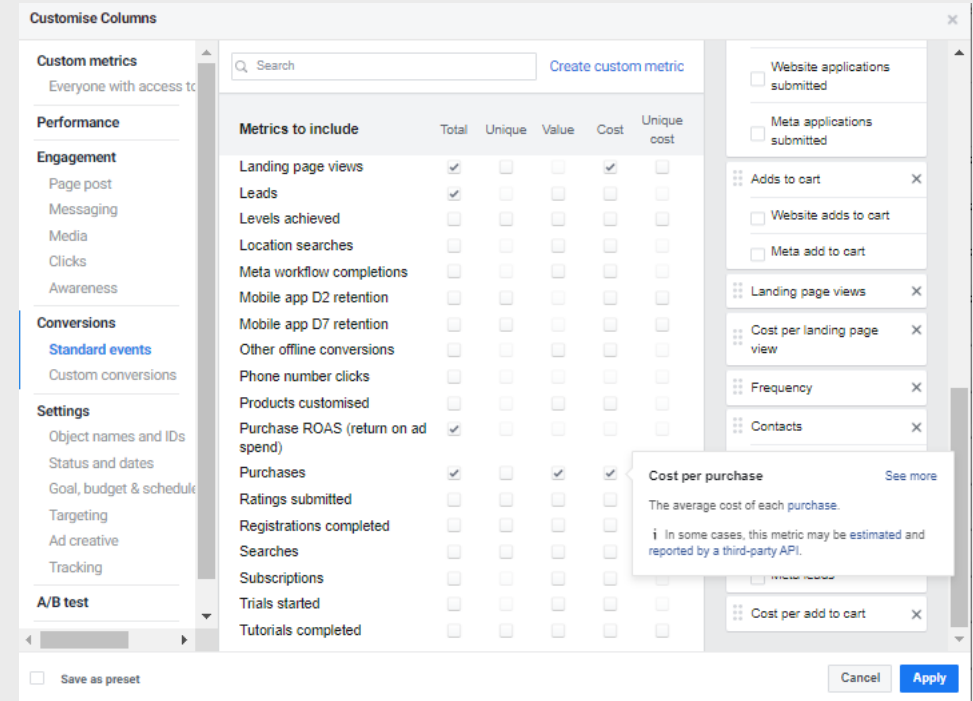 Customise Columns
Custom metrics
Everyone with access to
Performance
Engagement
Page post
Messaging
Media
Clicks
Awareness
Conversions
Standard events
Custom conversions
Settings
Object names and IDs
Status and dates
Goal, budget & schedule
Targeting
Ad creative
Tracking
A/B test
Search
Create custom metric
Metrics to include Total Unique Value Cost Unique
cost
Landing page views
Leads
Levels achieved
Location searches
Meta workflow completions
Mobile app D2 retention
Mobile app D7 retention
Other offline conversions
Phone number clicks
Products customised
Purchase ROAS (return on ad
spend)
Purchases
Ratings submitted
Registrations completed
Searches
Subscriptions
Trials started
Tutorials completed
Website applications
submitted
Meta applications
submitted
Adds to cart
Website adds to cart
Meta add to cart
Landing page views
Cost per landing page
view
Frequency
Contacts
Cost per purchase See more
The average cost of each purchase.
i In some cases, this metric may be estimated and
reported by a third-party API.
Meta leads
Cost per add to cart
Save as preset
Cancel Apply